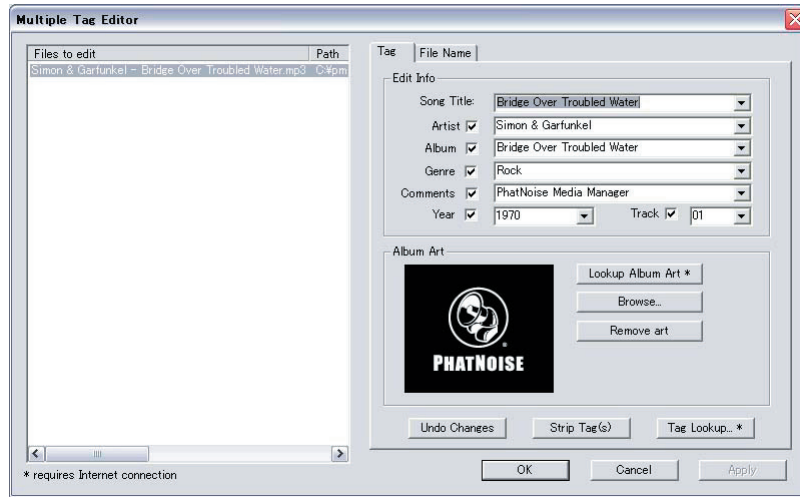 Multiple Tag Editor
Files to edit Path
Simon & Garfunkel - Bridge Over Troubled Water.mp3 C:¥pm
Tag File Name
Edit Info
Song Title: Bridge Over Troubled Water
Artist Simon & Garfunkel
Album Bridge Over Troubled Water
Genre Rock
Comments PhatNoise Media Manager
Year 1970 Track 01
Album Art
PHATNOISE
®
Lookup Album Art *
Browse...
Remove art
Undo Changes Strip Tag(s) Tag Lookup... *
* requires Internet connection
OK Cancel Apply